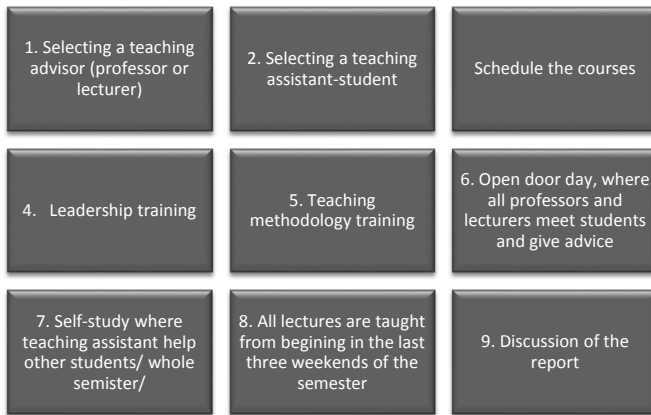 1. Selecting a teaching
advisor (professor or
lecturer)
2. Selecting a teaching
assistant-student
Schedule the courses
4. Leadership training
5. Teaching
methodology training
6. Open door day, where
all professors and
lecturers meet students
and give advice
7. Self-study where
teaching assistant help
other students/ whole
semister/
8. All lectures are taught
from begining in the last
three weekends of the
semester
9. Discussion of the
report